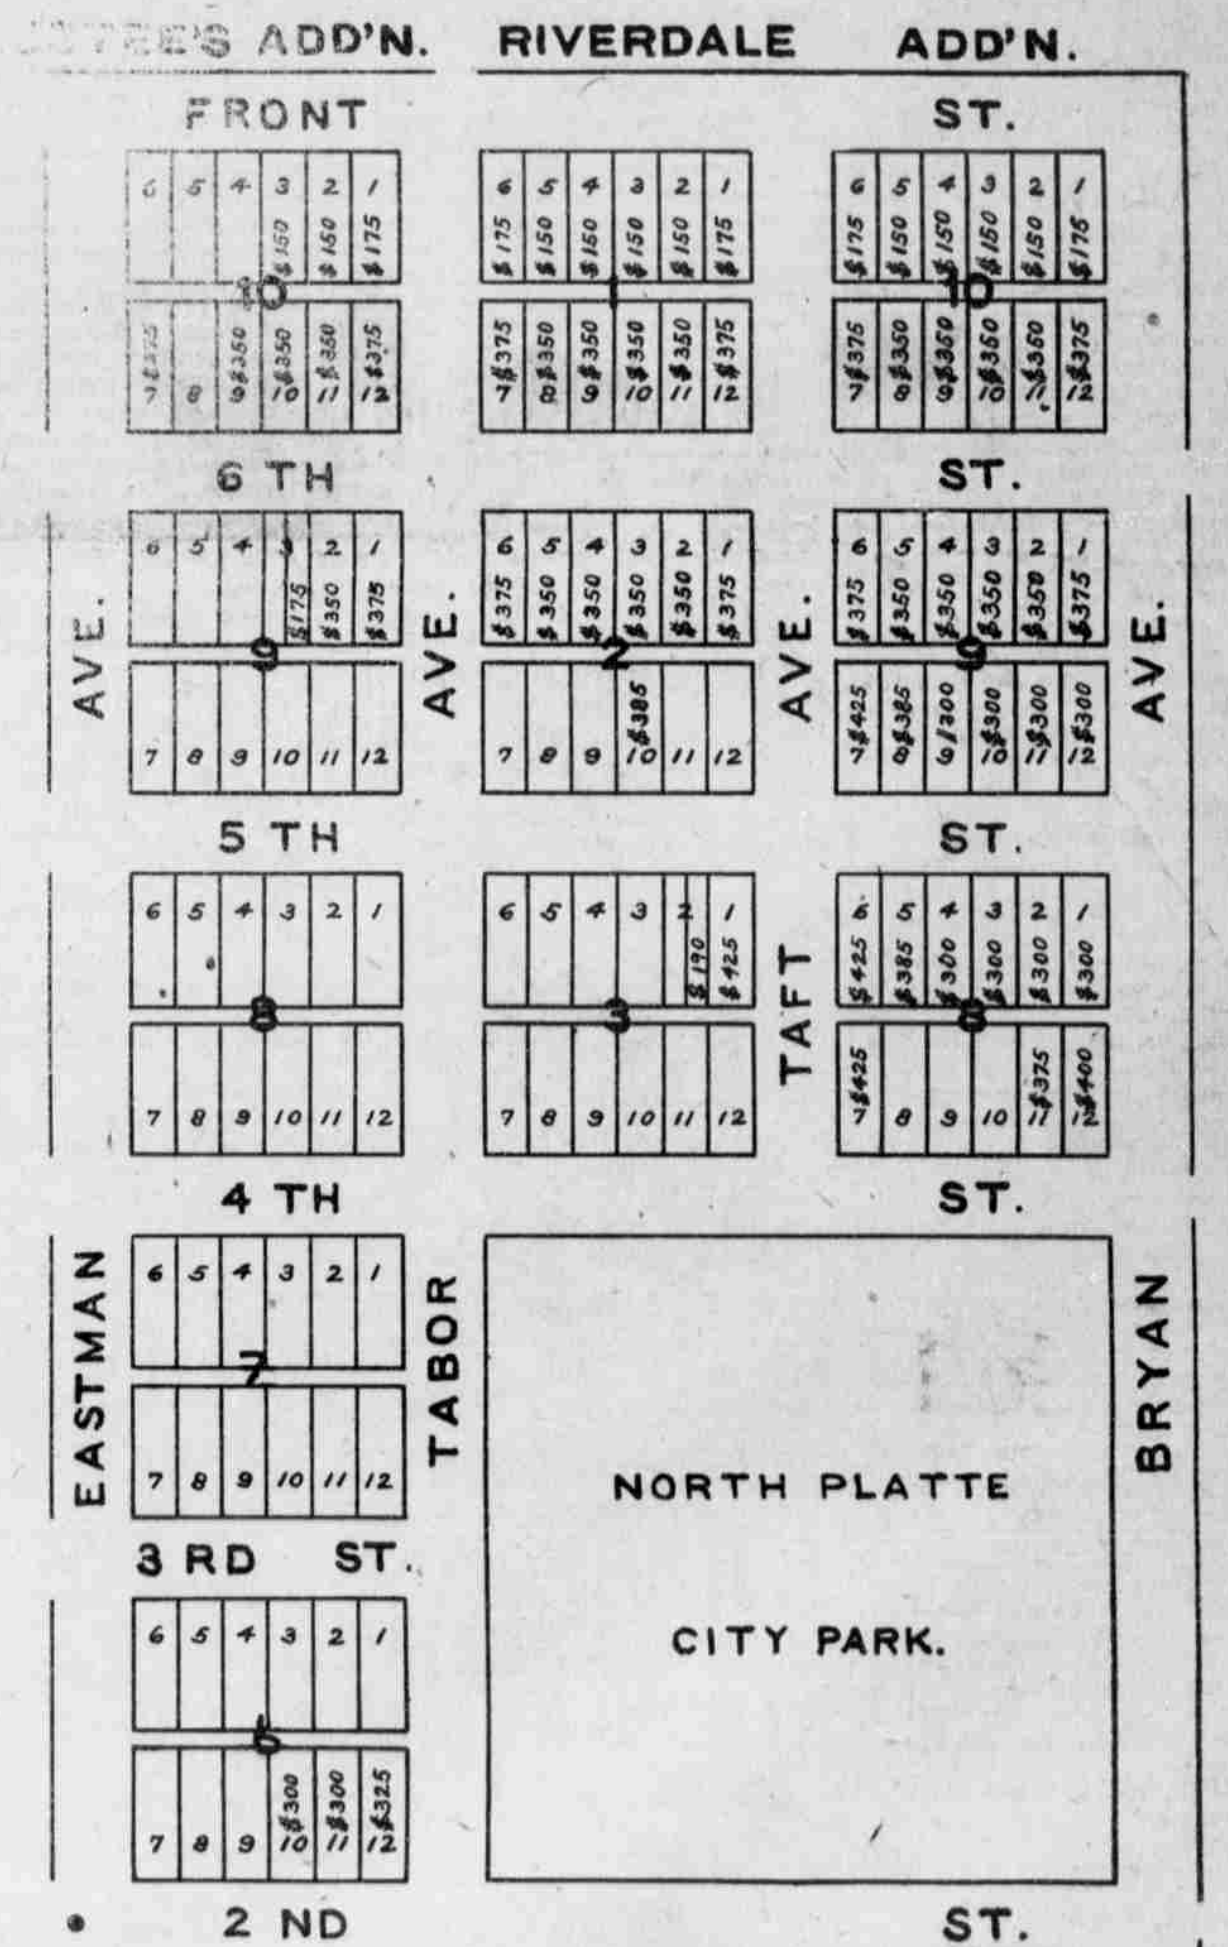 ADD'N. RIVERDALE ADD'N.
FRONT ST.
6 5 4 3 2 1 6 5 4 3 2 1 6 5 4 3 2 1
$150 $150 $175 $175 $150 $150 $150 $150 $175 $175 $150 $150 $150 $150 $175
1 10
$375 $350 $350 $350 $375 $375 $350 $350 $350 $350 $375 $375 $350 $350 $350 $350 $375
7 8 9 10 11 12 7 8 9 10 11 12 7 8 9 10 11 12
6 TH ST.
6 5 4 3 2 1 6 5 4 3 2 1 6 5 4 3 2 1
$175 $350 $375 $375 $350 $350 $350 $350 $375 $375 $350 $350 $350 $350 $375
AVE. AVE. AVE. AVE.
9 2 9
$385 $425 $385 $300 $300 $300 $300
7 8 9 10 11 12 7 8 9 10 11 12 7 8 9 10 11 12
5 TH ST.
6 5 4 3 2 1 6 5 4 3 2 1 6 5 4 3 2 1
$190 $425 $425 $385 $300 $300 $300 $300
TAFT
8 3 8
$425 $375 $400
7 8 9 10 11 12 7 8 9 10 11 12 7 8 9 10 11 12
4 TH ST.
6 5 4 3 2 1
EASTMAN TABOR BRYAN
7
7 8 9 10 11 12
NORTH PLATTE
3 RD ST.
6 5 4 3 2 1
CITY PARK.
6
$300 $300 $325
7 8 9 10 11 12
2 ND ST.